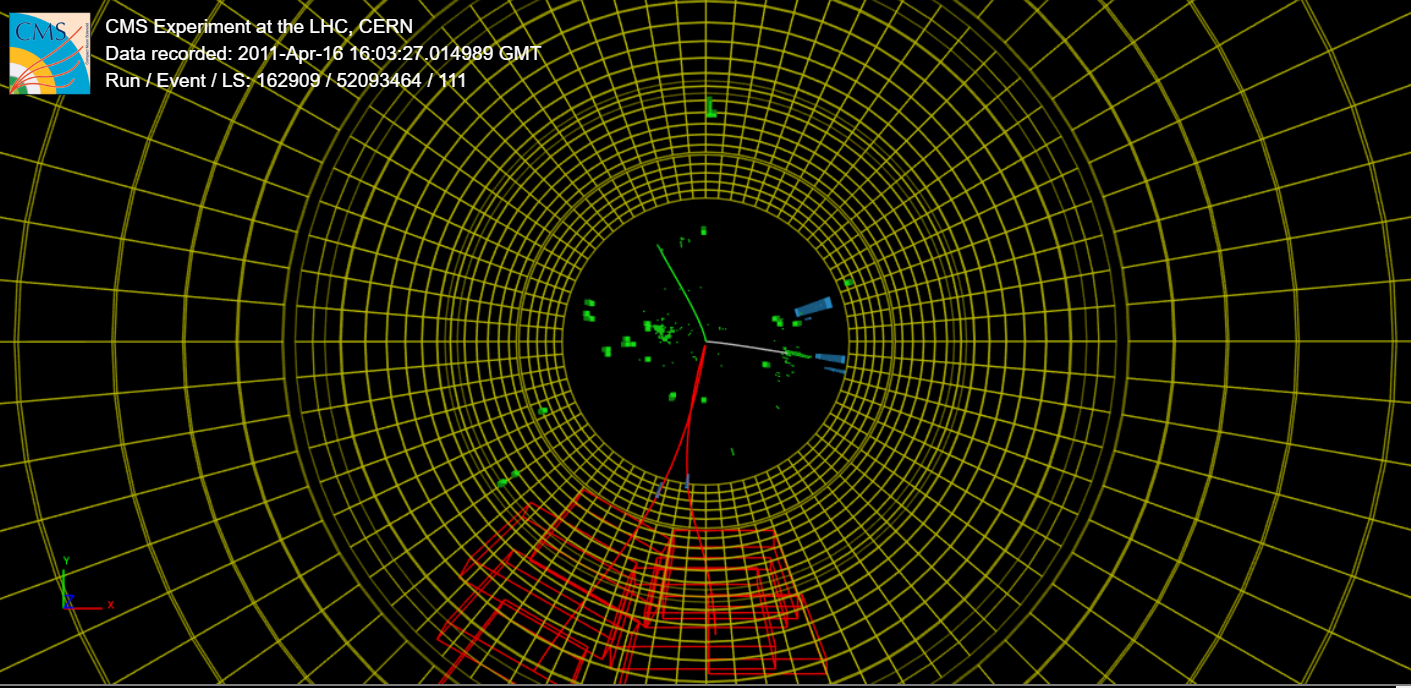 CMS
CMS Experiment at the LHC, CERN
Data recorded: 2011-Apr-16 16:03:27.014989 GMT
Run / Event / LS: 162909 / 52093464 / 111
Y
Z
X